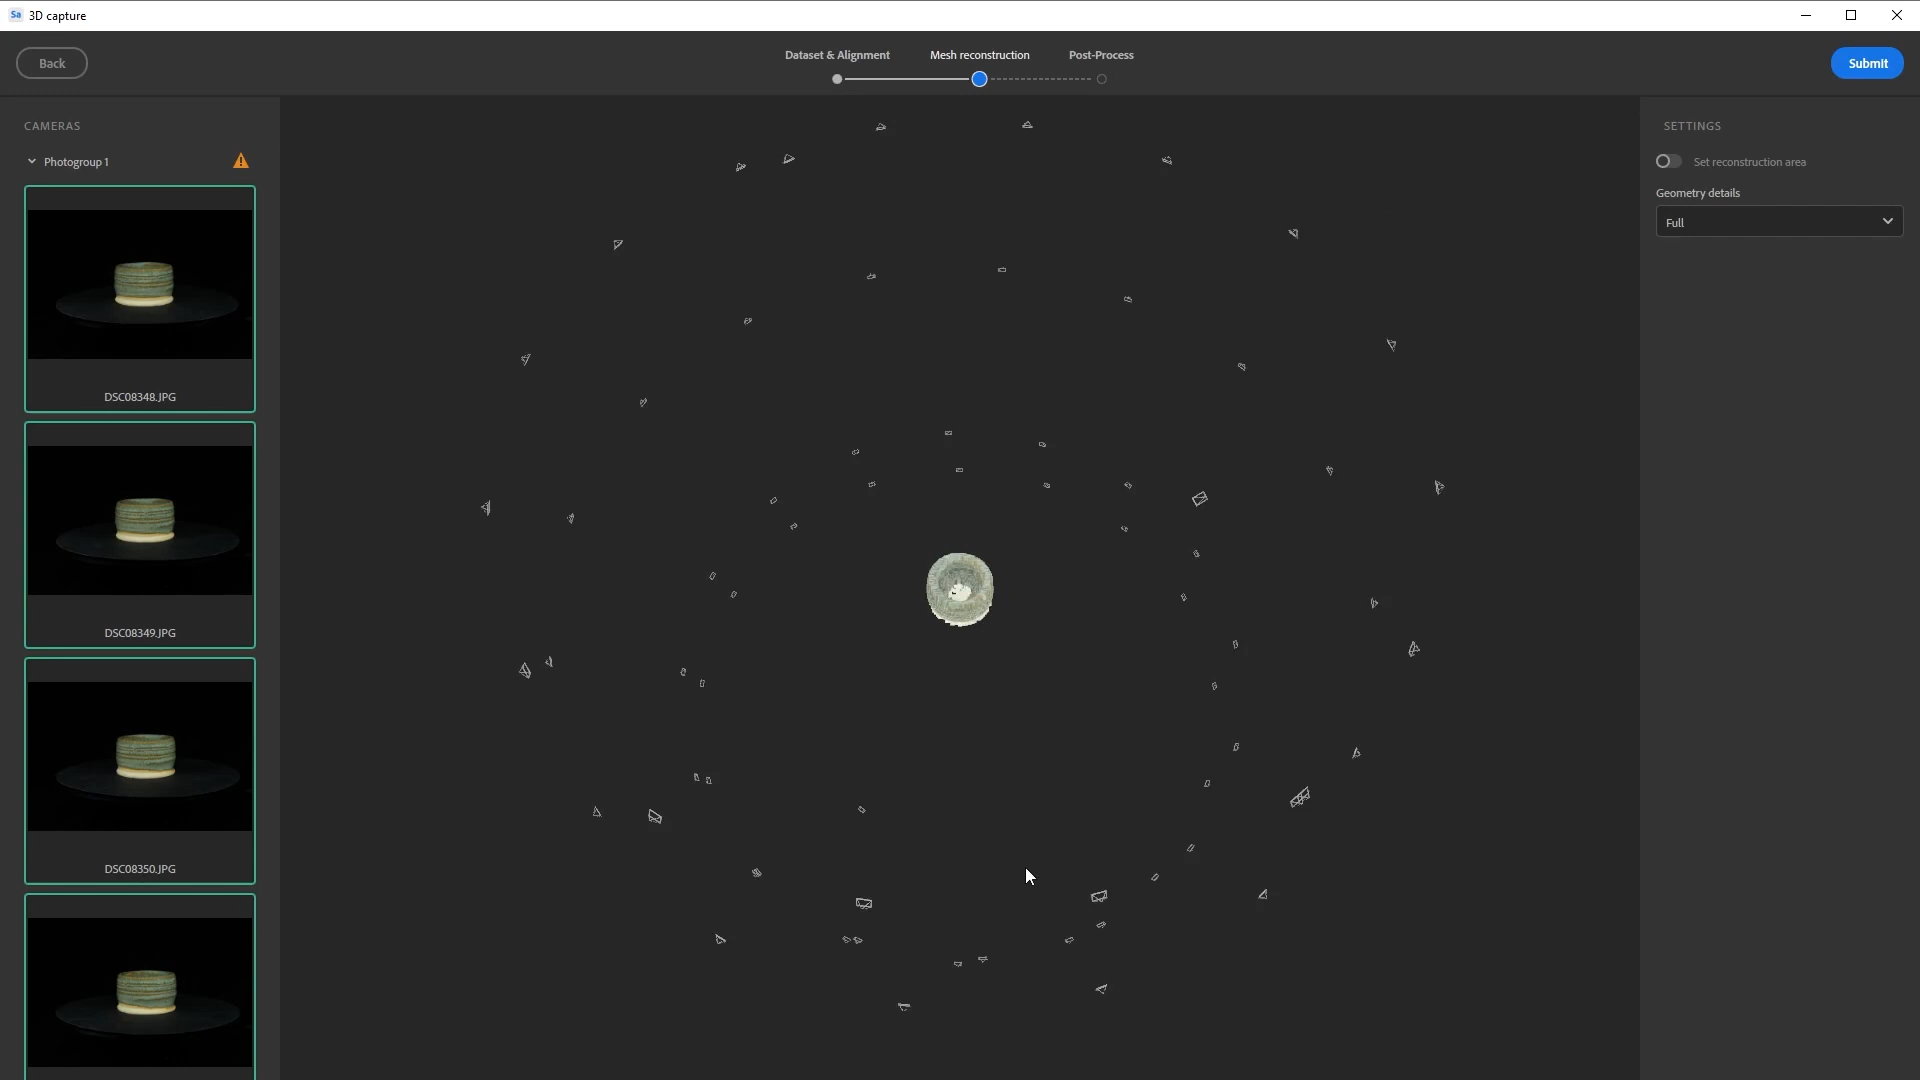 Sa 3D capture
Back
Dataset & Alignment Mesh reconstruction Post-Process
Submit
CAMERAS
Photogroup 1
DSC08348.JPG
DSC08349.JPG
DSC08350.JPG
SETTINGS
Set reconstruction area
Geometry details
Full